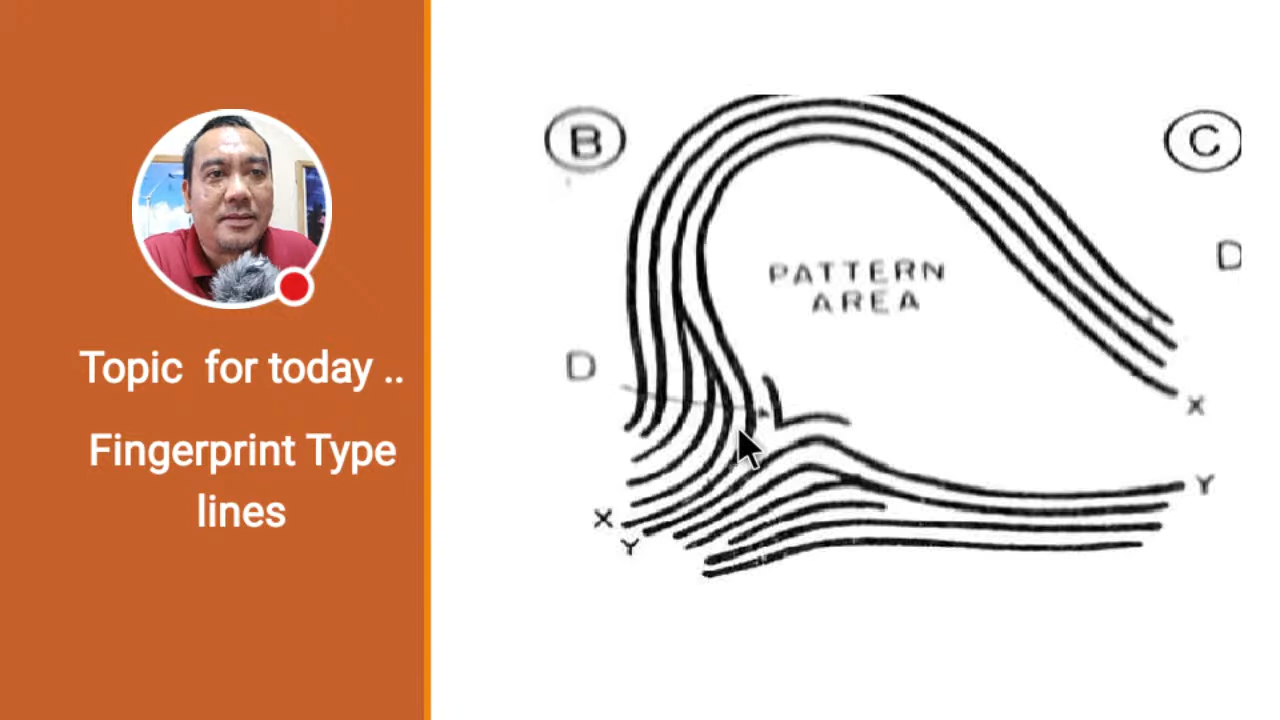 Topic  for today ..
Fingerprint Type
lines
B
C
PATTERN
AREA
D
D
X
Y
X
Y